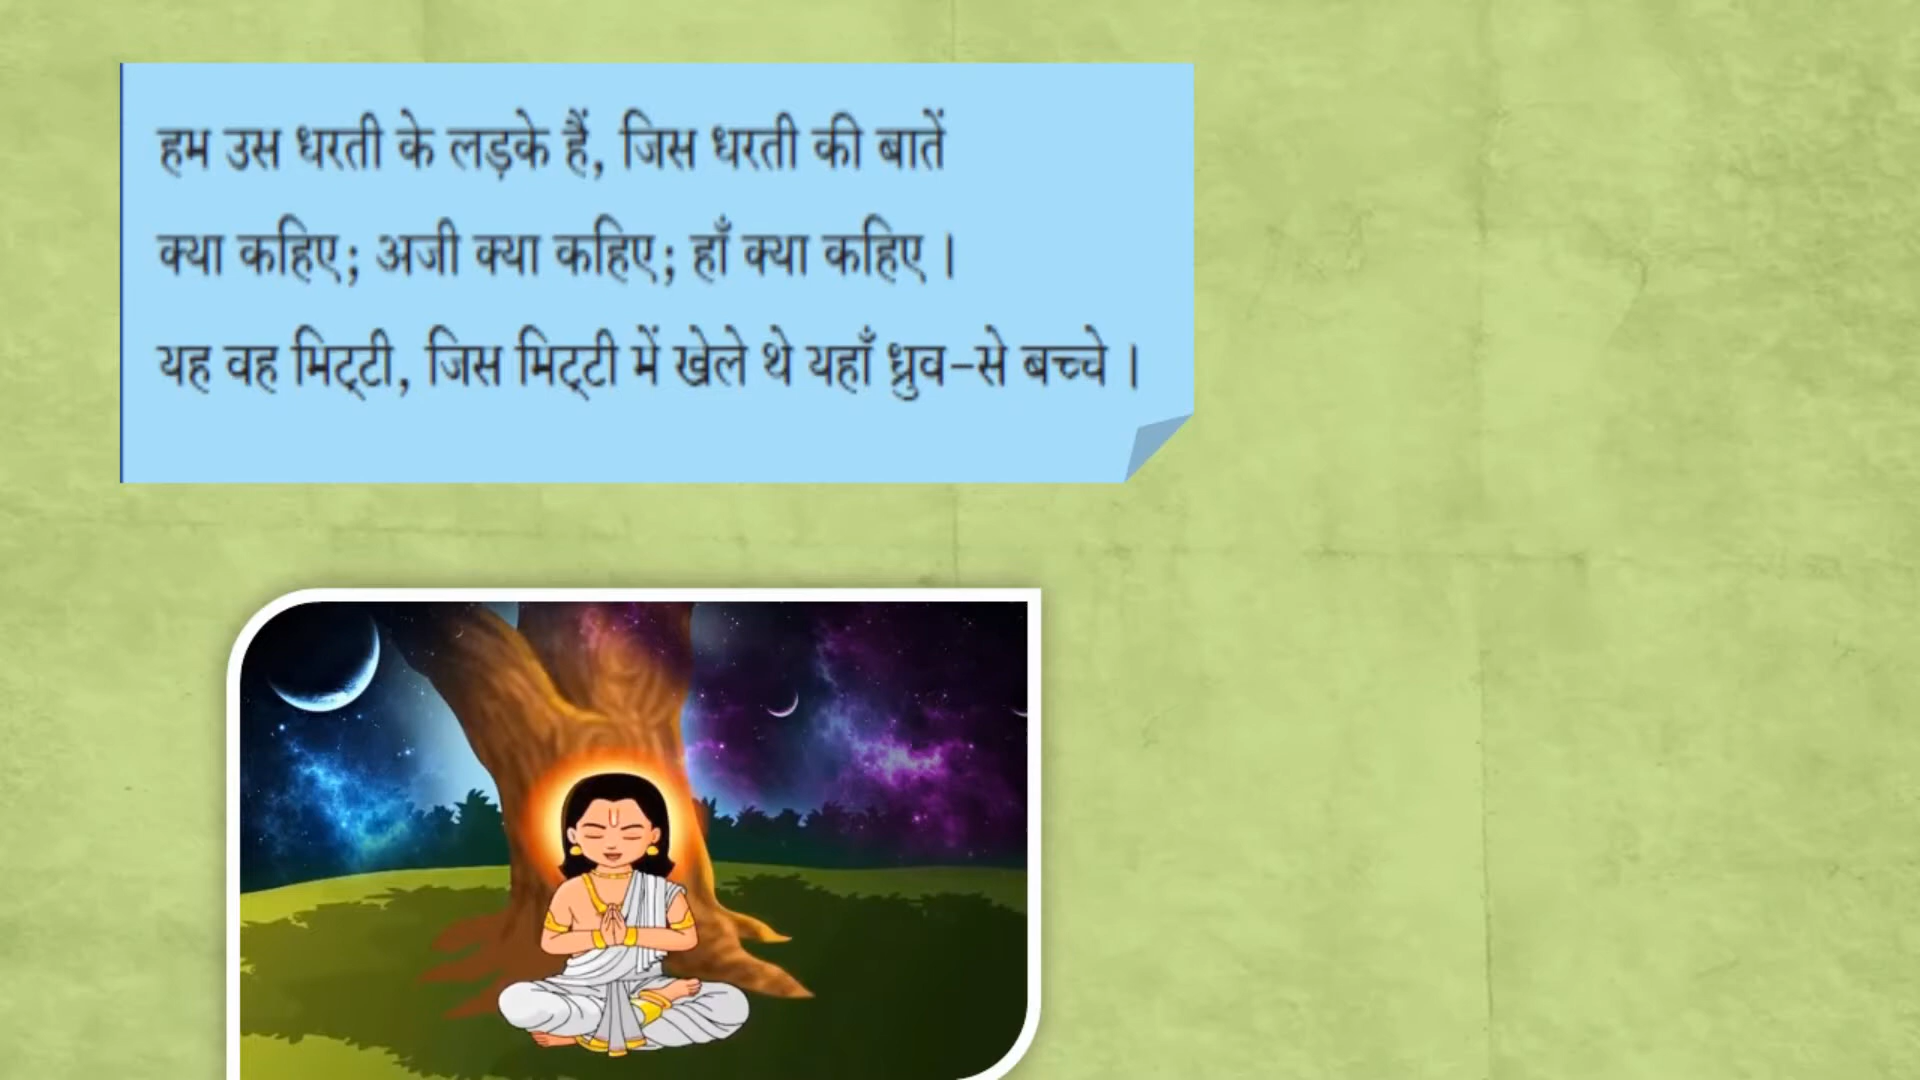 हम उस धरती के लड़के हैं, जिस धरती की बातें
क्या कहिए; अजी क्या कहिए; हाँ क्या कहिए ।
यह वह मिट्‌टी, जिस मिट्‌टी में खेले थे यहाँ ध्रुव-से बच्चे ।